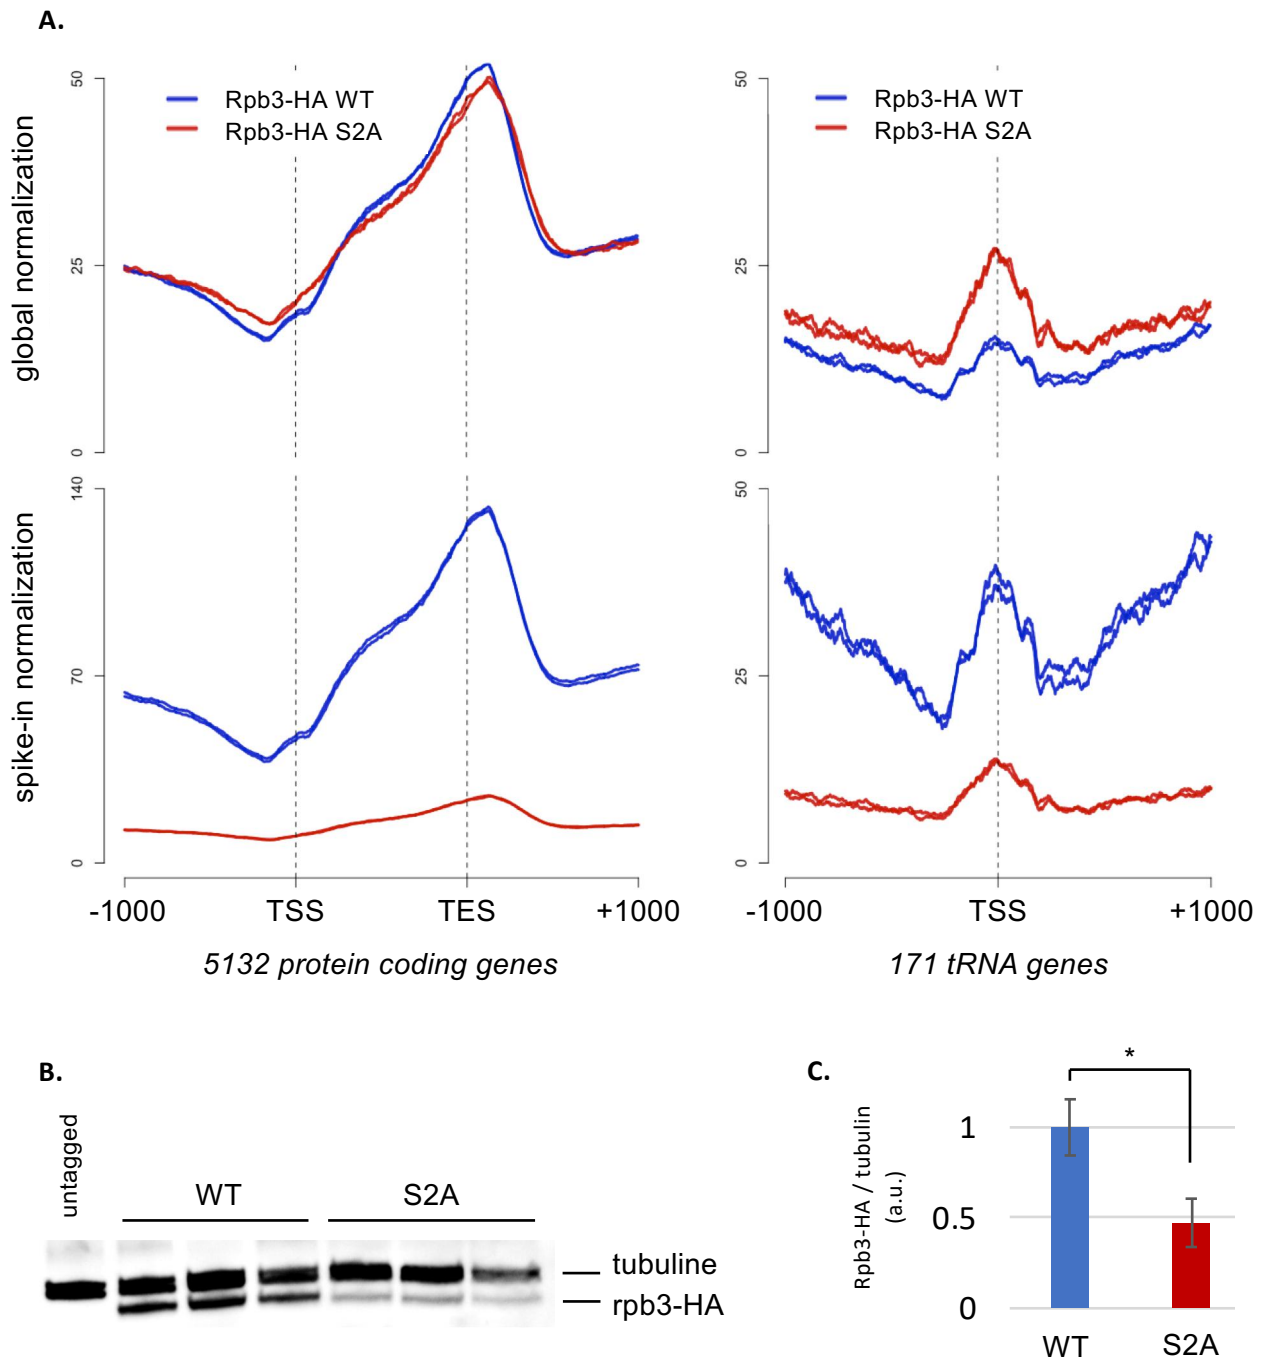 A.
global normalization
50
25
0
Rpb3-HA WT
Rpb3-HA S2A
50
25
0
Rpb3-HA WT
Rpb3-HA S2A
spike-in normalization
140
70
0
50
25
0
-1000 TSS TES +1000
-1000 TSS +1000
5132 protein coding genes
171 tRNA genes
B.
untagged
WT
S2A
tubuline
rpb3-HA
C.
Rpb3-HA / tubulin
(a.u.)
*
1
0.5
0
WT S2A